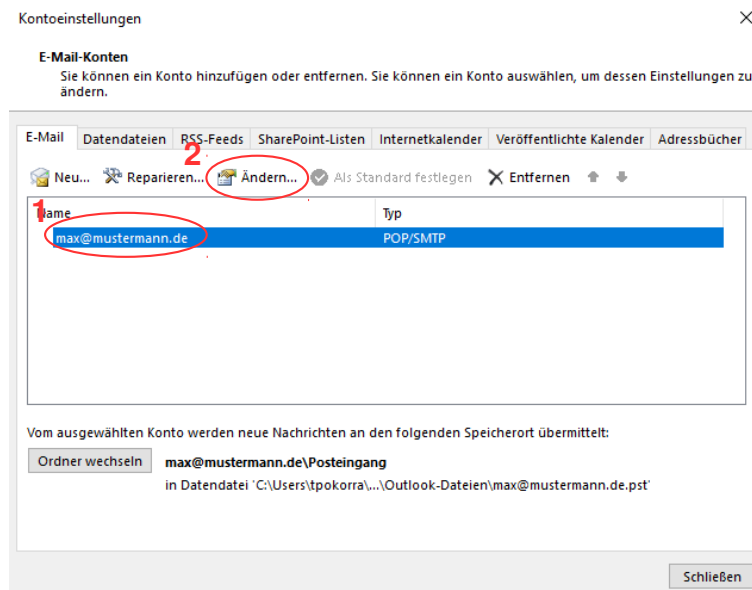 Kontoeinstellungen
E-Mail-Konten
Sie können ein Konto hinzufügen oder entfernen. Sie können ein Konto auswählen, um dessen Einstellungen zu
ändern.
E-Mail Datendateien RSS-Feeds SharePoint-Listen Internetkalender Veröffentlichte Kalender Adressbücher
2
Neu... Reparieren... Ändern... Als Standard festlegen Entfernen
1
Name Typ
max@mustermann.de POP/SMTP
Vom ausgewählten Konto werden neue Nachrichten an den folgenden Speicherort übermittelt:
Ordner wechseln max@mustermann.de\Posteingang
in Datendatei 'C:\Users\tpokorra\...\Outlook-Dateien\max@mustermann.de.pst'
Schließen